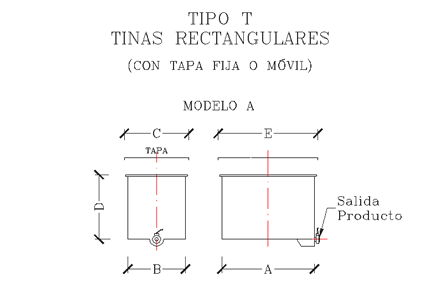 TIPO T
TINAS RECTANGULARES
(CON TAPA FIJA O MÓVIL)
MODELO A
C
E
TAPA
D
Salida
Producto
B
A